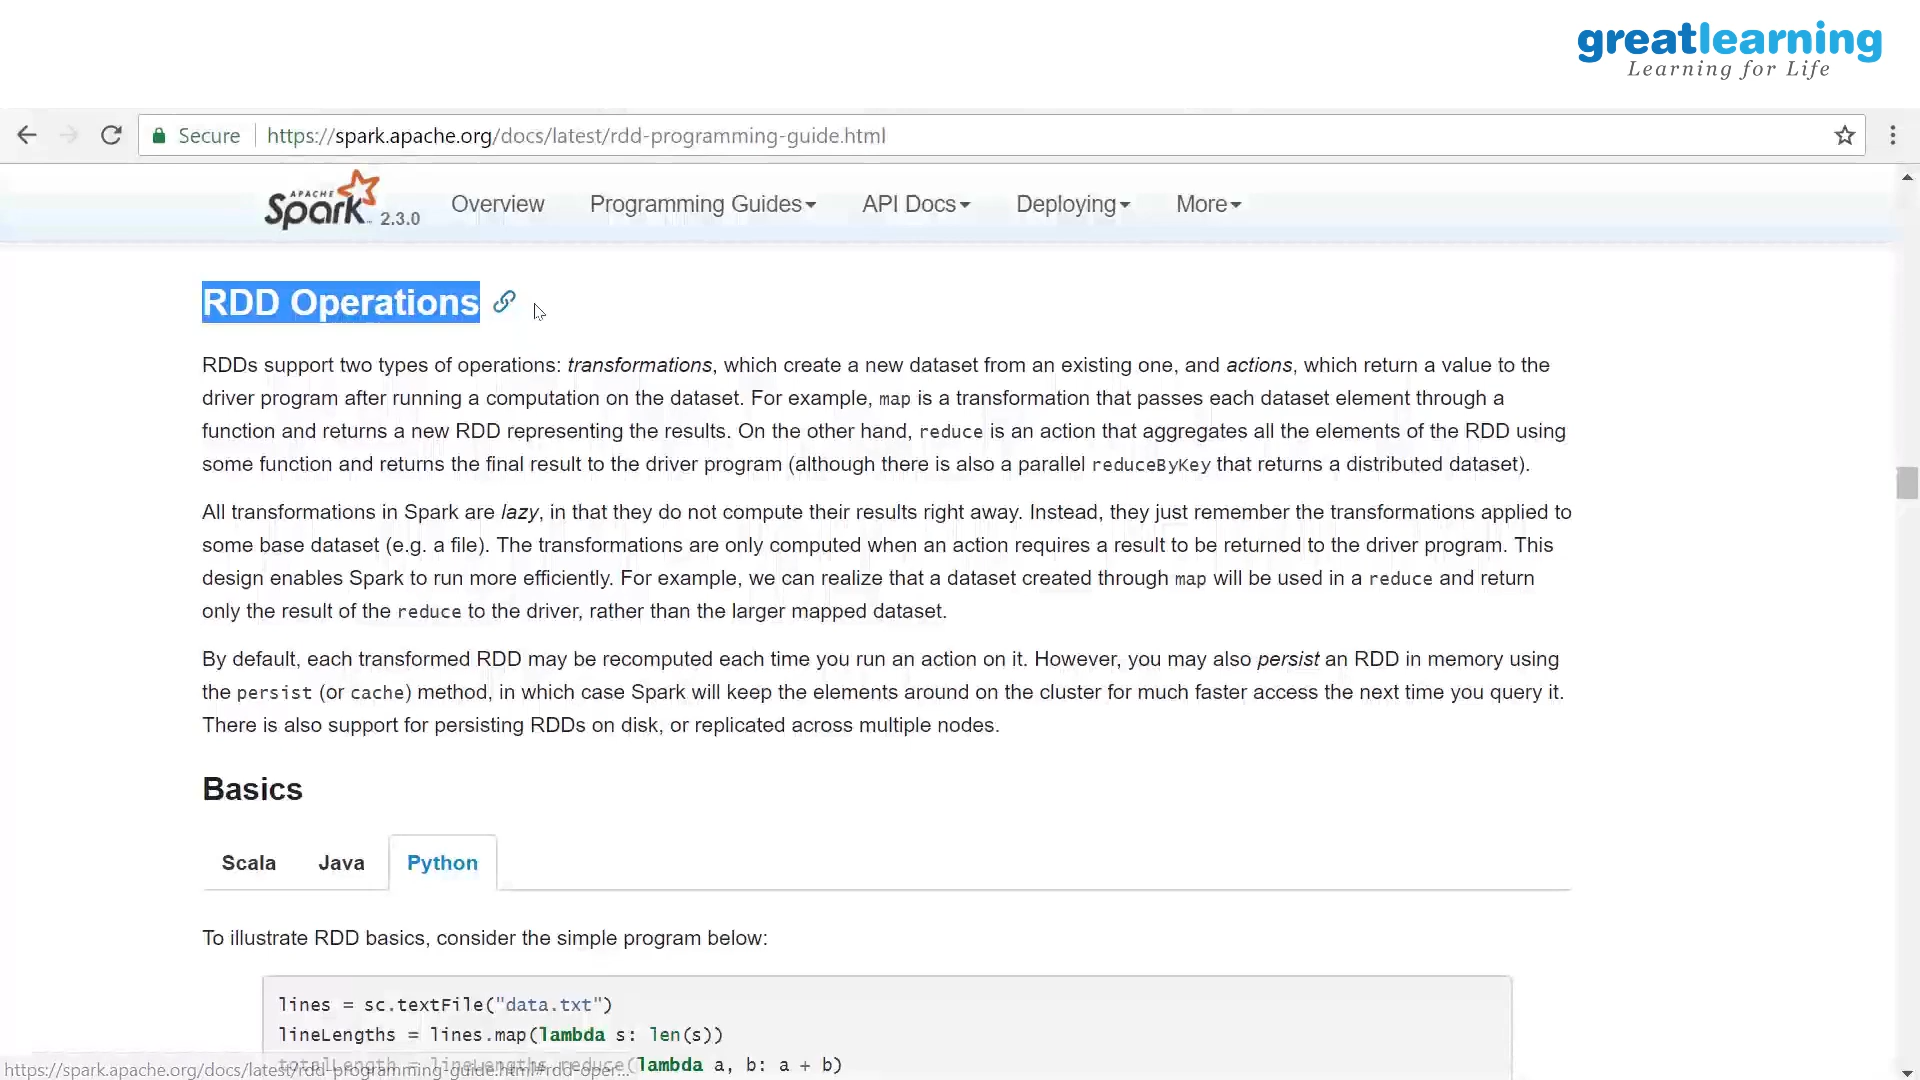 greatlearning
Learning for Life
Secure https://spark.apache.org/docs/latest/rdd-programming-guide.html
APACHE Spark™ 2.3.0 Overview Programming Guides API Docs Deploying More
RDD Operations
RDDs support two types of operations: transformations, which create a new dataset from an existing one, and actions, which return a value to the
driver program after running a computation on the dataset. For example, map is a transformation that passes each dataset element through a
function and returns a new RDD representing the results. On the other hand, reduce is an action that aggregates all the elements of the RDD using
some function and returns the final result to the driver program (although there is also a parallel reduceByKey that returns a distributed dataset).
All transformations in Spark are lazy, in that they do not compute their results right away. Instead, they just remember the transformations applied to
some base dataset (e.g. a file). The transformations are only computed when an action requires a result to be returned to the driver program. This
design enables Spark to run more efficiently. For example, we can realize that a dataset created through map will be used in a reduce and return
only the result of the reduce to the driver, rather than the larger mapped dataset.
By default, each transformed RDD may be recomputed each time you run an action on it. However, you may also persist an RDD in memory using
the persist (or cache) method, in which case Spark will keep the elements around on the cluster for much faster access the next time you query it.
There is also support for persisting RDDs on disk, or replicated across multiple nodes.
Basics
Scala Java Python
To illustrate RDD basics, consider the simple program below:
lines = sc.textFile("data.txt")
lineLengths = lines.map(lambda s: len(s))
totalLength = lineLengths.reduce(lambda a, b: a + b)
https://spark.apache.org/docs/latest/rdd-programming-guide.html#rdd-oper...